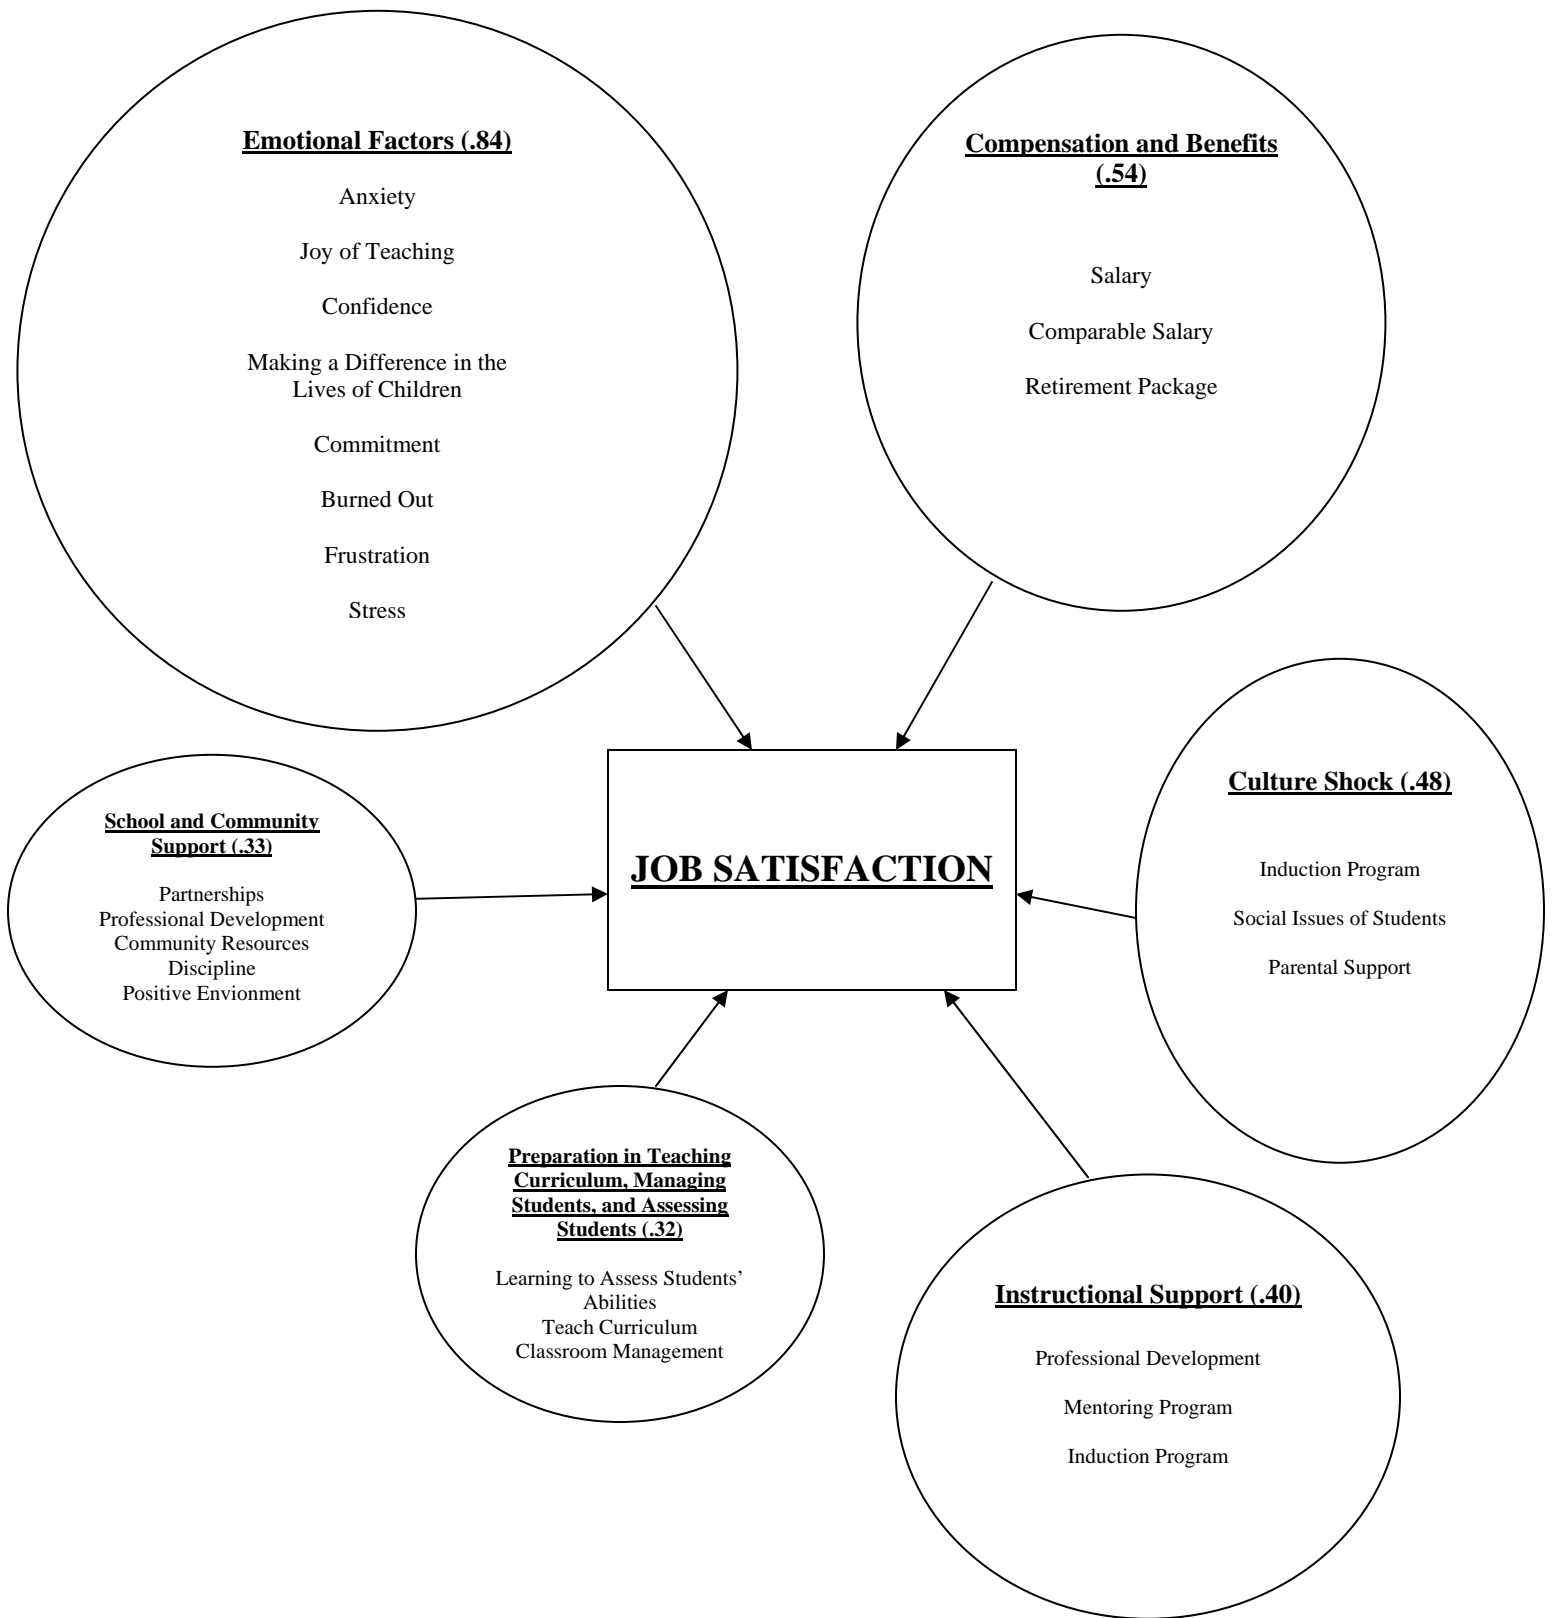 Emotional Factors (.84)
Anxiety
Joy of Teaching
Confidence
Making a Difference in the
Lives of Children
Commitment
Burned Out
Frustration
Stress
Compensation and Benefits
(.54)
Salary
Comparable Salary
Retirement Package
School and Community
Support (.33)
Partnerships
Professional Development
Community Resources
Discipline
Positive Envionment
JOB SATISFACTION
Culture Shock (.48)
Induction Program
Social Issues of Students
Parental Support
Preparation in Teaching
Curriculum, Managing
Students, and Assessing
Students (.32)
Learning to Assess Students’
Abilities
Teach Curriculum
Classroom Management
Instructional Support (.40)
Professional Development
Mentoring Program
Induction Program